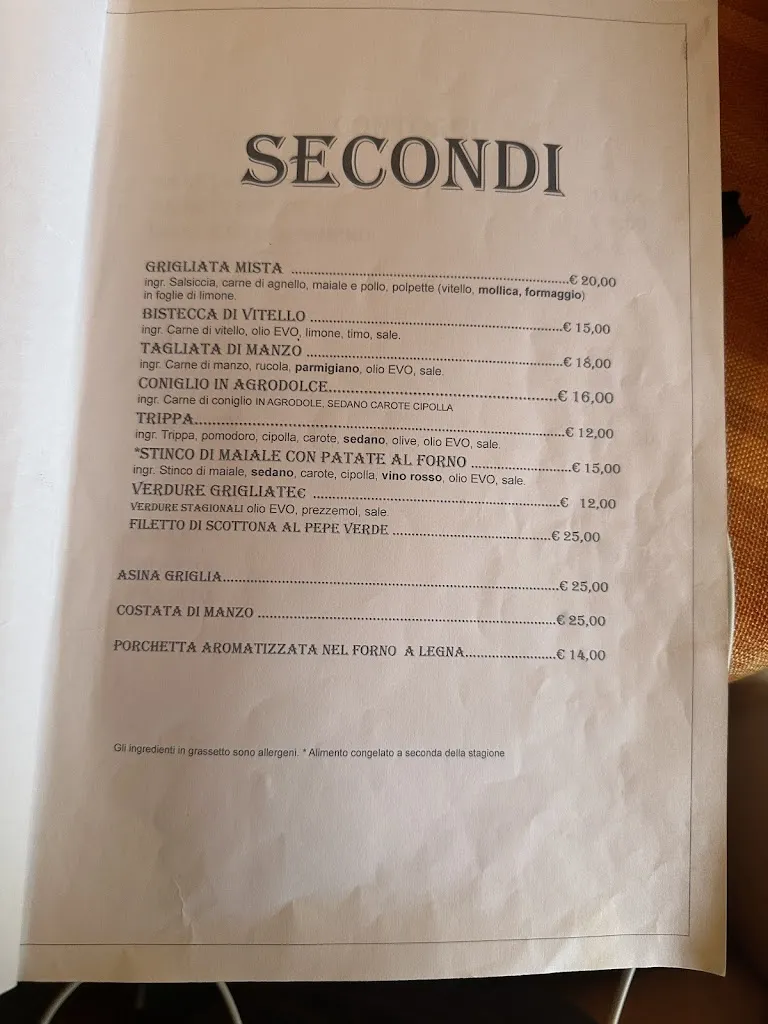 SECONDI
GRIGLIATA MISTA ........................................................................€ 20,00
ingr. Salsiccia, carne di agnello, maiale e pollo, polpette (vitello, mollica, formaggio)
in foglie di limone.
BISTECCA DI VITELLO ................................................................€ 15,00
ingr. Carne di vitello, olio EVO, limone, timo, sale.
TAGLIATA DI MANZO .................................................................€ 18,00
ingr. Carne di manzo, rucola, parmigiano, olio EVO, sale.
CONIGLIO IN AGRODOLCE..........................................................€ 16,00
ingr. Carne di coniglio IN AGRODOLE, SEDANO CAROTE CIPOLLA
TRIPPA..........................................................................................€ 12,00
ingr. Trippa, pomodoro, cipolla, carote, sedano, olive, olio EVO, sale.
*STINCO DI MAIALE CON PATATE AL FORNO .........................€ 15,00
ingr. Stinco di maiale, sedano, carote, cipolla, vino rosso, olio EVO, sale.
VERDURE GRIGLIATE€ ..............................................................€ 12,00
VERDURE STAGIONALI olio EVO, prezzemol, sale.
FILETTO DI SCOTTONA AL PEPE VERDE .......................................€ 25,00
ASINA GRIGLIA....................................................................................€ 25,00
COSTATA DI MANZO ..........................................................................€ 25,00
PORCHETTA AROMATIZZATA NEL FORNO A LEGNA......................€ 14,00
Gli ingredienti in grassetto sono allergeni. * Alimento congelato a seconda della stagione